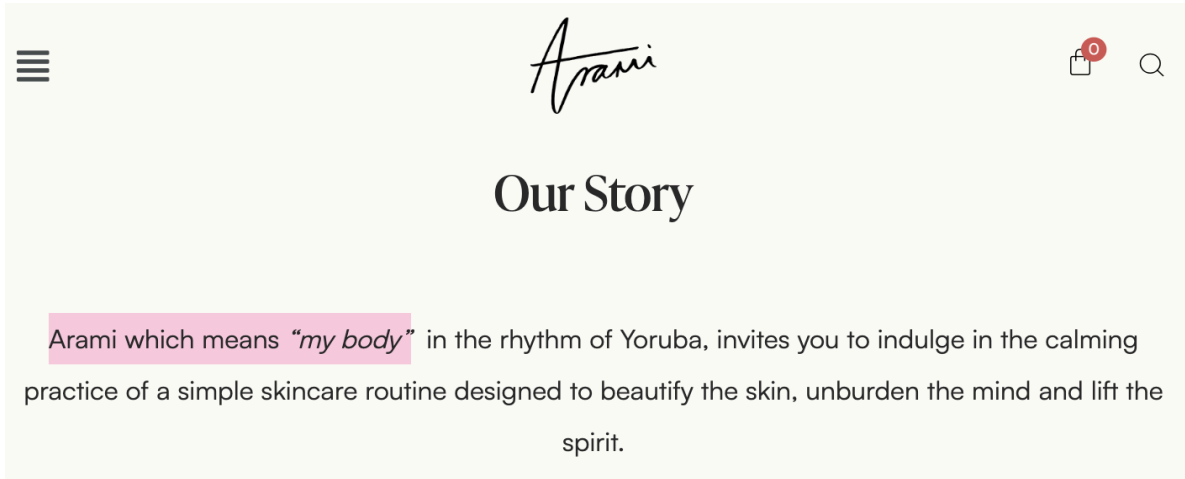 Arami
0
Our Story
Arami which means “my body” in the rhythm of Yoruba, invites you to indulge in the calming
practice of a simple skincare routine designed to beautify the skin, unburden the mind and lift the
spirit.